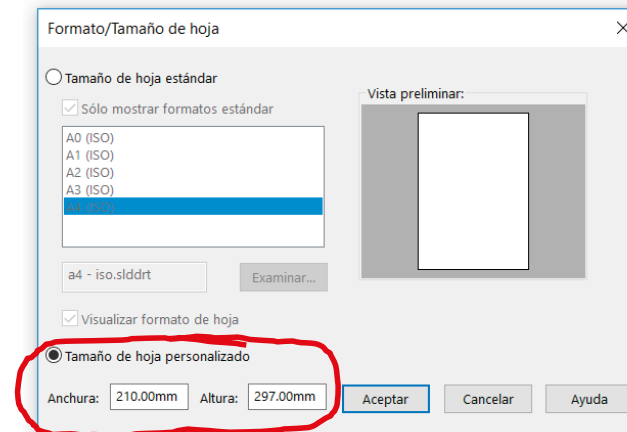 Formato/Tamaño de hoja
Tamaño de hoja estándar
Sólo mostrar formatos estándar
A0 (ISO)
A1 (ISO)
A2 (ISO)
A3 (ISO)
A4 (ISO)
a4 - iso.slddrt
Examinar...
Visualizar formato de hoja
Vista preliminar:
Tamaño de hoja personalizado
Anchura: 210.00mm Altura: 297.00mm
Aceptar Cancelar Ayuda